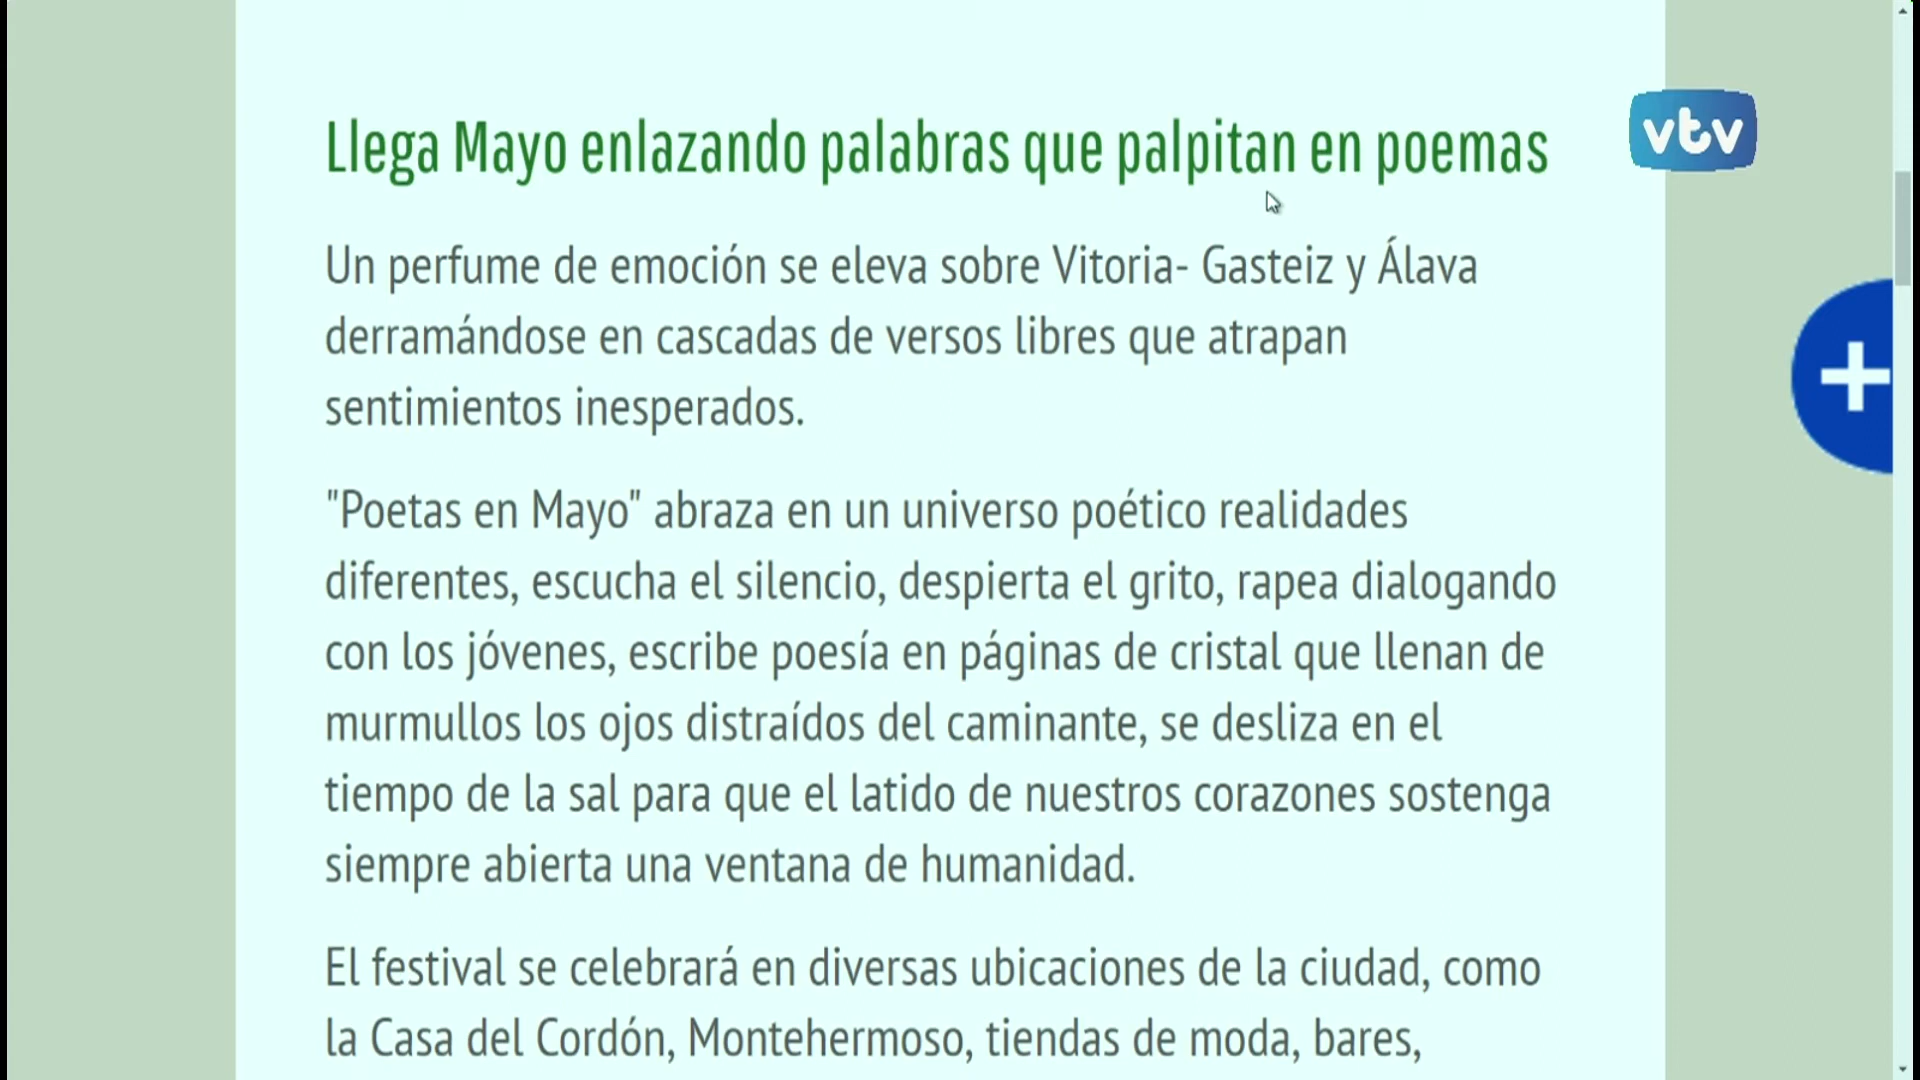 Llega Mayo enlazando palabras que palpitan en poemas
vtv
Un perfume de emoción se eleva sobre Vitoria- Gasteiz y Álava
derramándose en cascadas de versos libres que atrapan
sentimientos inesperados.
+
"Poetas en Mayo" abraza en un universo poético realidades
diferentes, escucha el silencio, despierta el grito, rapea dialogando
con los jóvenes, escribe poesía en páginas de cristal que llenan de
murmullos los ojos distraídos del caminante, se desliza en el
tiempo de la sal para que el latido de nuestros corazones sostenga
siempre abierta una ventana de humanidad.
El festival se celebrará en diversas ubicaciones de la ciudad, como
la Casa del Cordón, Montehermoso, tiendas de moda, bares,